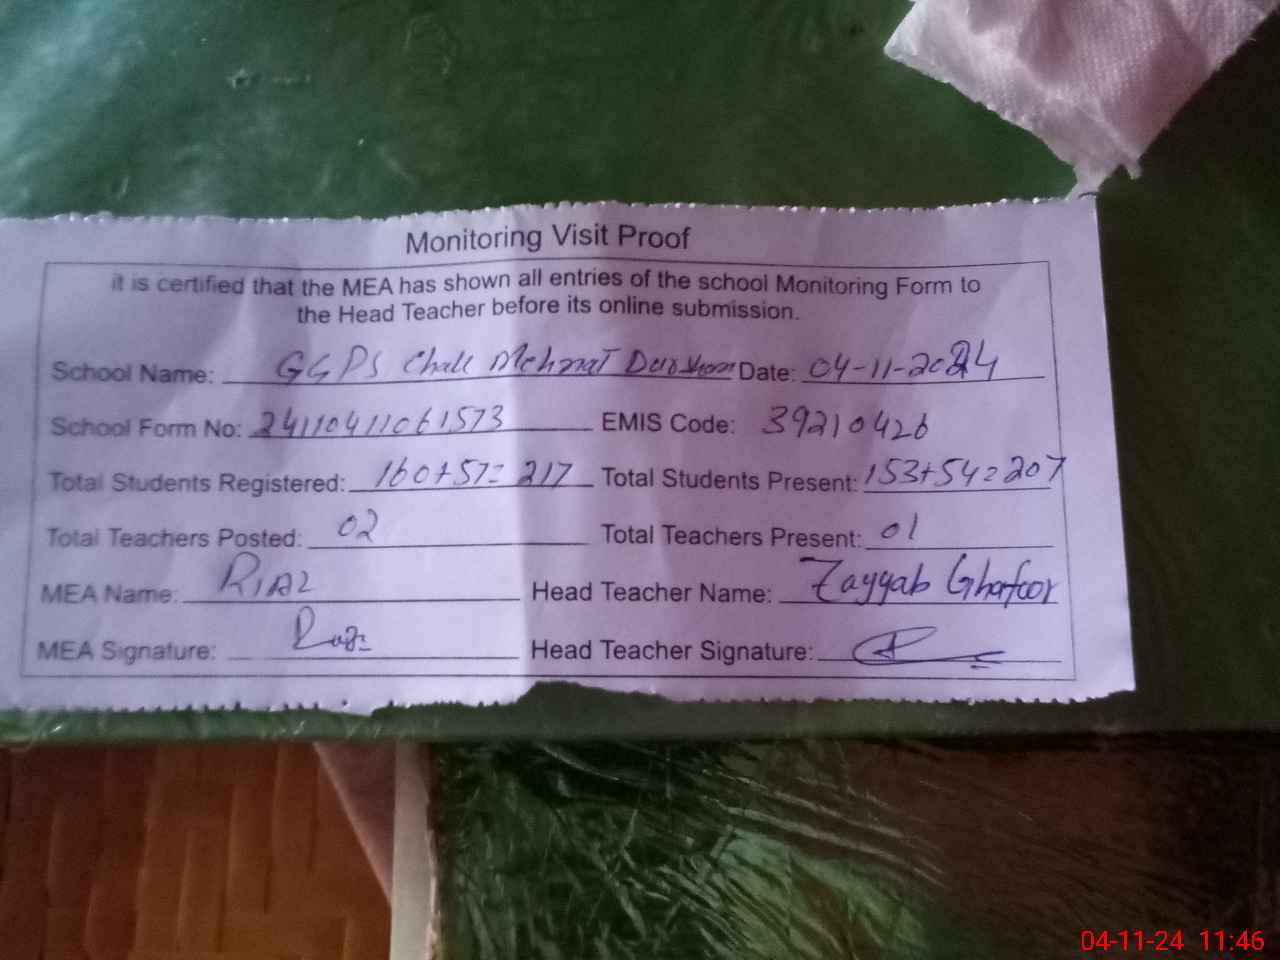 Monitoring Visit Proof
it is certified that the MEA has shown all entries of the school Monitoring Form to
the Head Teacher before its online submission.
School Name: GGPS Chak Mehmat Date: 04-11-2024
School Form No: 24110411061573 EMIS Code: 39210426
Total Students Registered: 160+57=217 Total Students Present: 153+54=207
Total Teachers Posted: 02 Total Teachers Present: 01
MEA Name: RIAZ Head Teacher Name: Zayyab Ghafoor
MEA Signature: Head Teacher Signature:
04-11-24 11:46